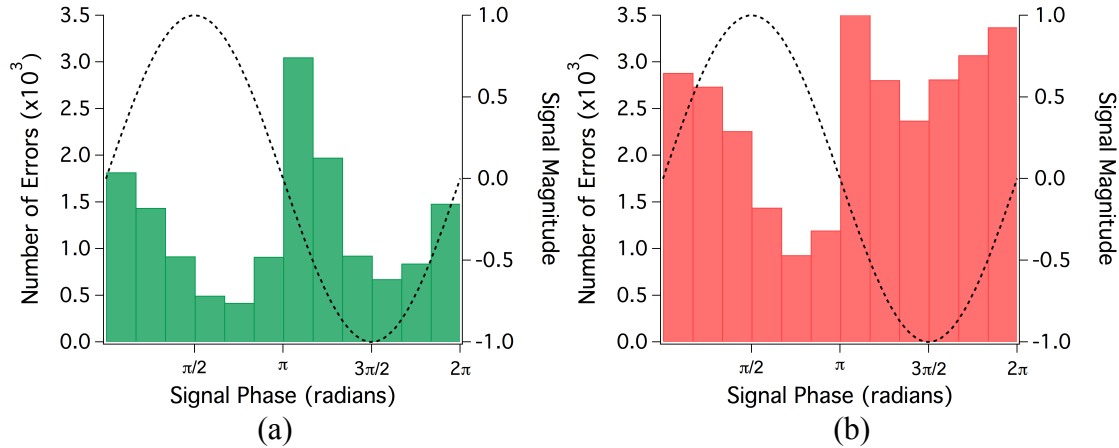 3.5
3.0
2.5
2.0
1.5
1.0
0.5
0.0
Number of Errors (x10³)
1.0
0.5
0.0
-0.5
-1.0
Signal Magnitude
π/2
π
3π/2
2π
Signal Phase (radians)
(a)
3.5
3.0
2.5
2.0
1.5
1.0
0.5
0.0
Number of Errors (x10³)
1.0
0.5
0.0
-0.5
-1.0
Signal Magnitude
π/2
π
3π/2
2π
Signal Phase (radians)
(b)